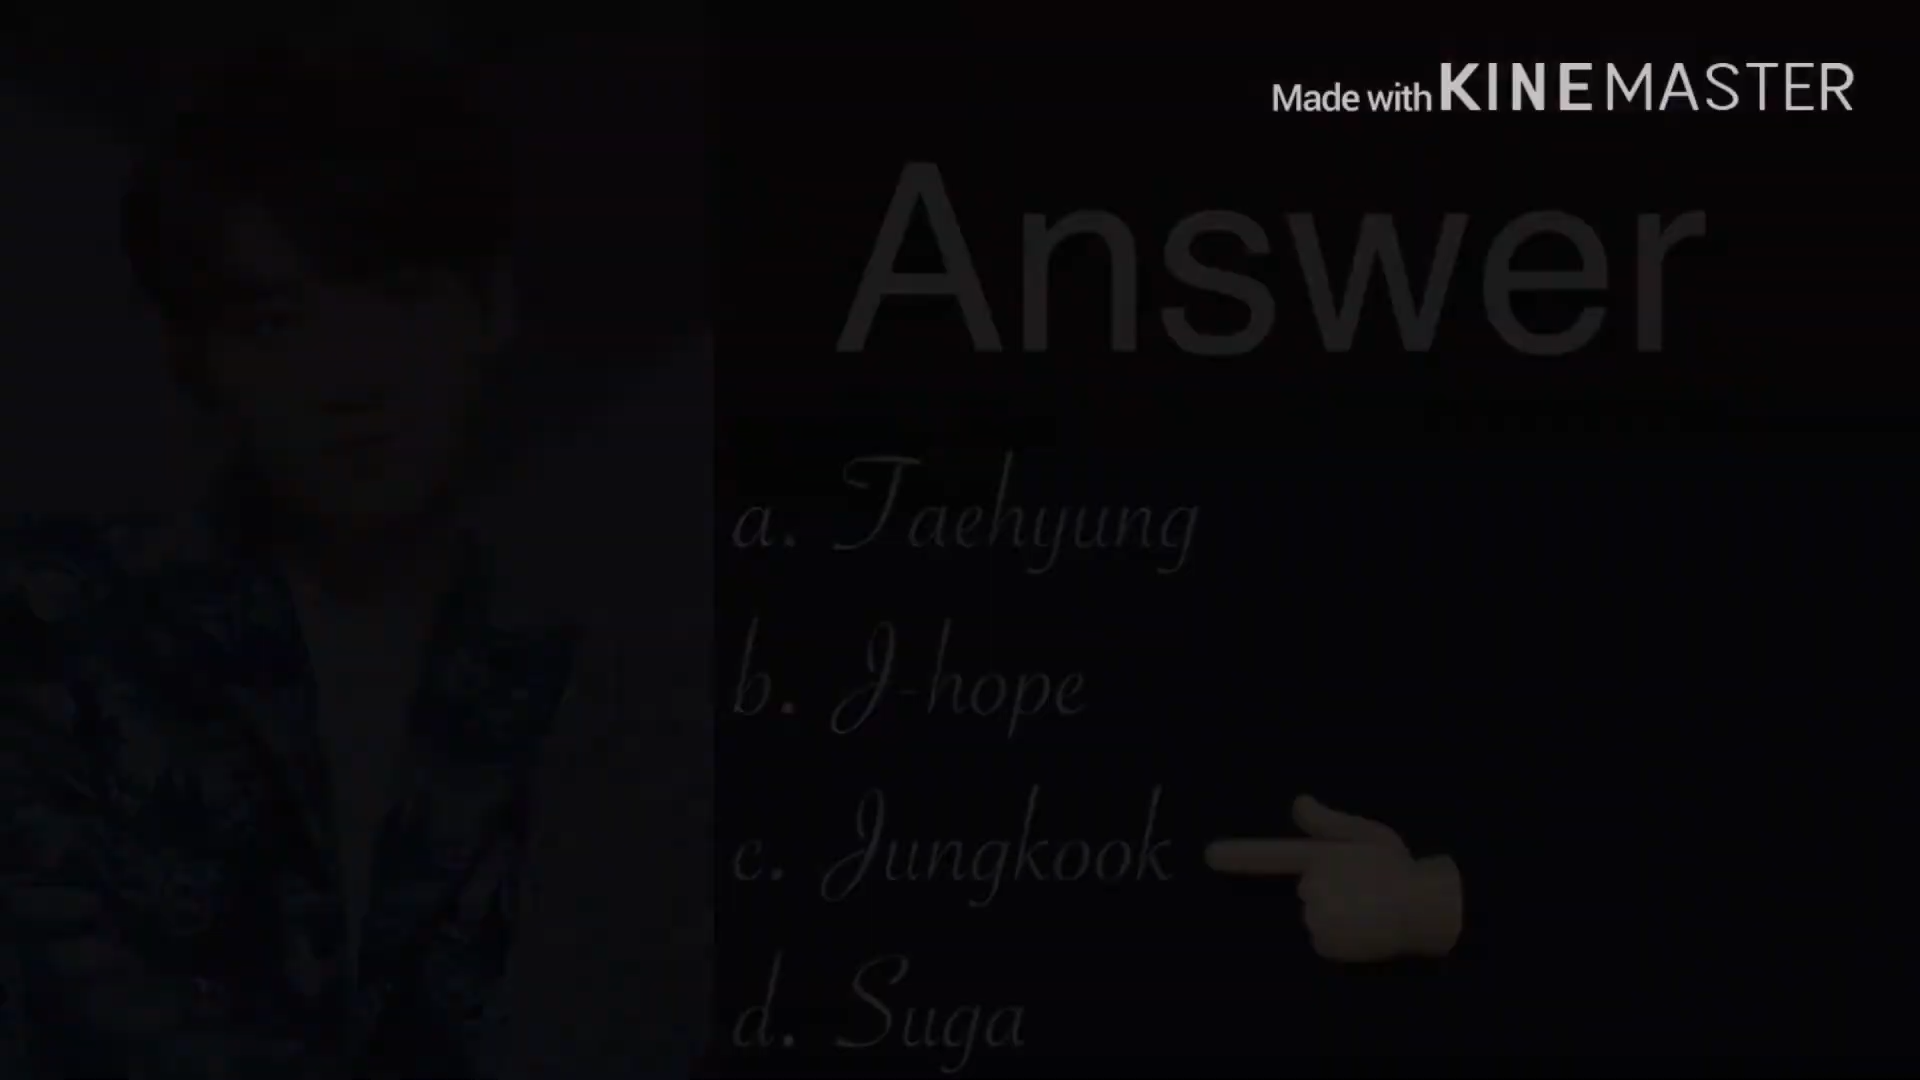 Made with KINEMASTER
Answer
a. Taehyung
b. J-hope
c. Jungkook
d. Suga